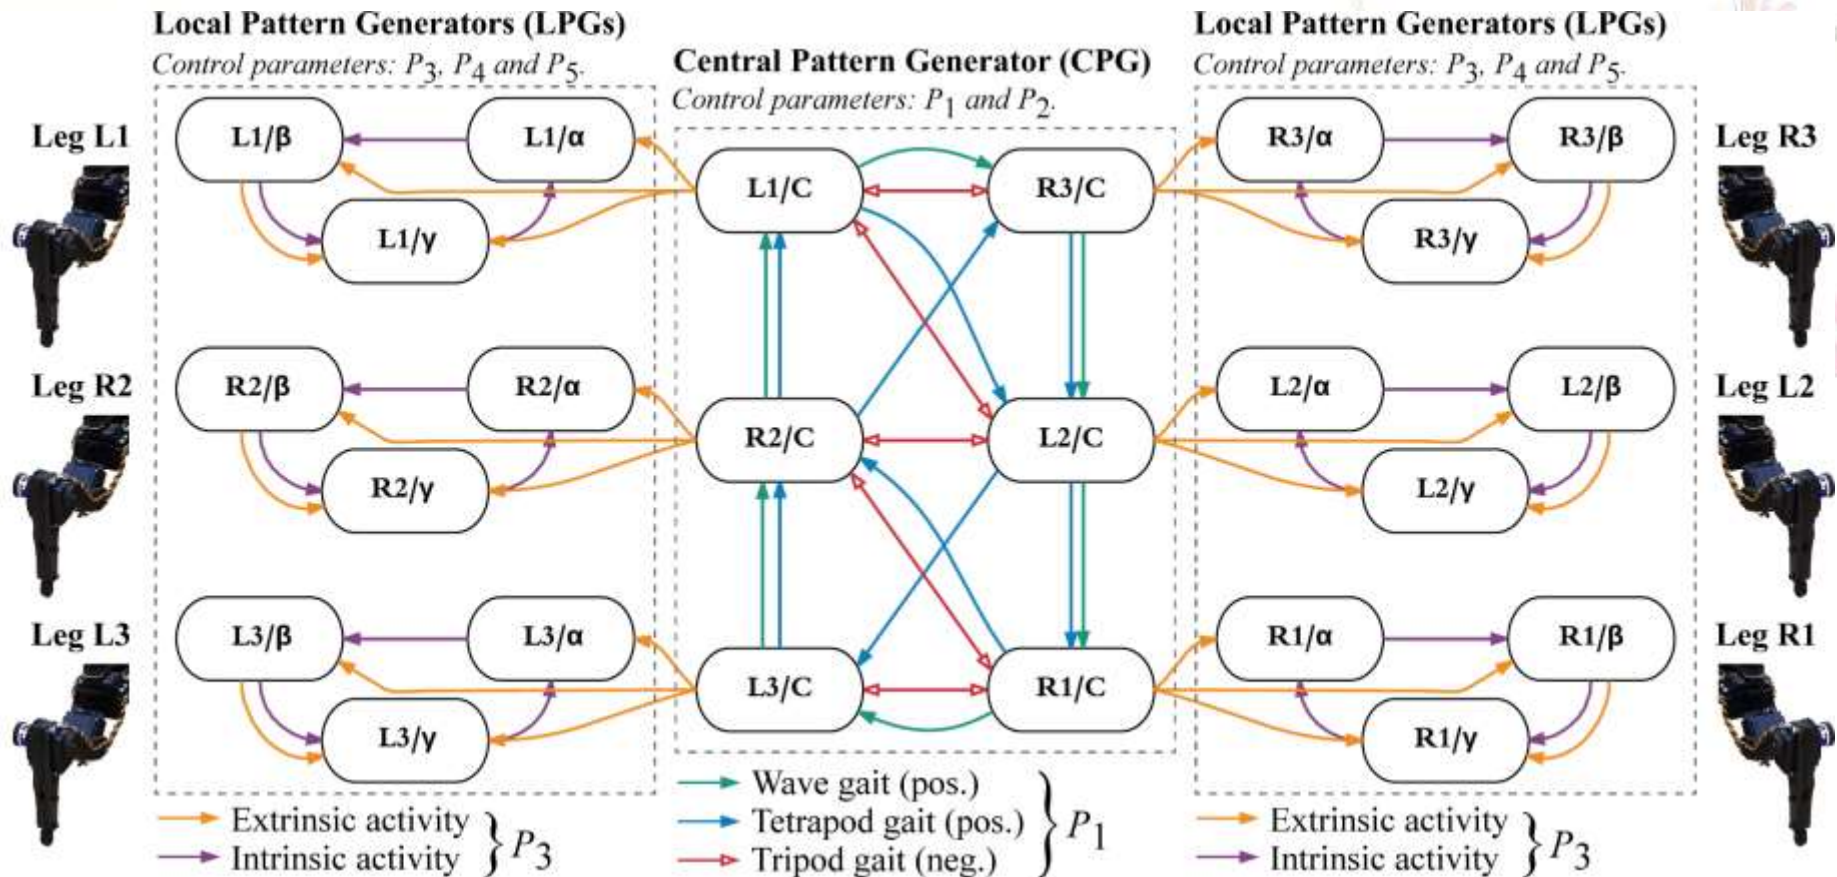 Local Pattern Generators (LPGs)
Control parameters: P3, P4 and P5.
Central Pattern Generator (CPG)
Control parameters: P1 and P2.
Local Pattern Generators (LPGs)
Control parameters: P3, P4 and P5.
Leg L1
L1/β
L1/α
L1/γ
L1/C
R3/C
R3/α
R3/β
R3/γ
Leg R3
Leg R2
R2/β
R2/α
R2/γ
R2/C
L2/C
L2/α
L2/β
L2/γ
Leg L2
Leg L3
L3/β
L3/α
L3/γ
L3/C
R1/C
R1/α
R1/β
R1/γ
Leg R1
Extrinsic activity
Intrinsic activity
} P3
Wave gait (pos.)
Tetrapod gait (pos.)
Tripod gait (neg.)
} P1
Extrinsic activity
Intrinsic activity
} P3